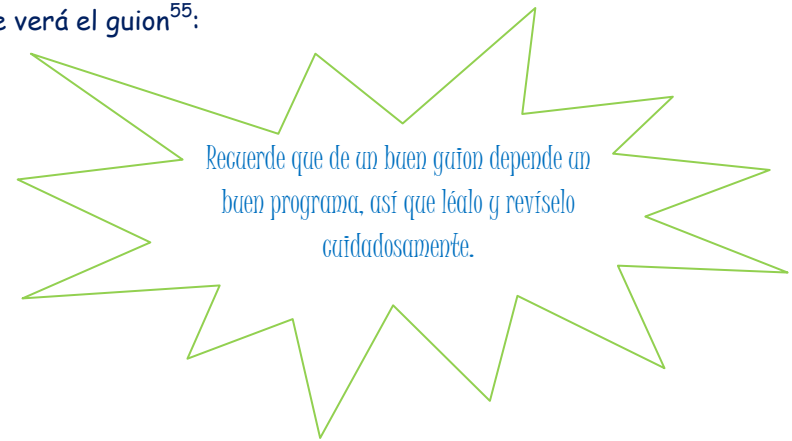 e verá el guion55:
Recuerde que de un buen guion depende un
buen programa, así que léalo y revíselo
cuidadosamente.